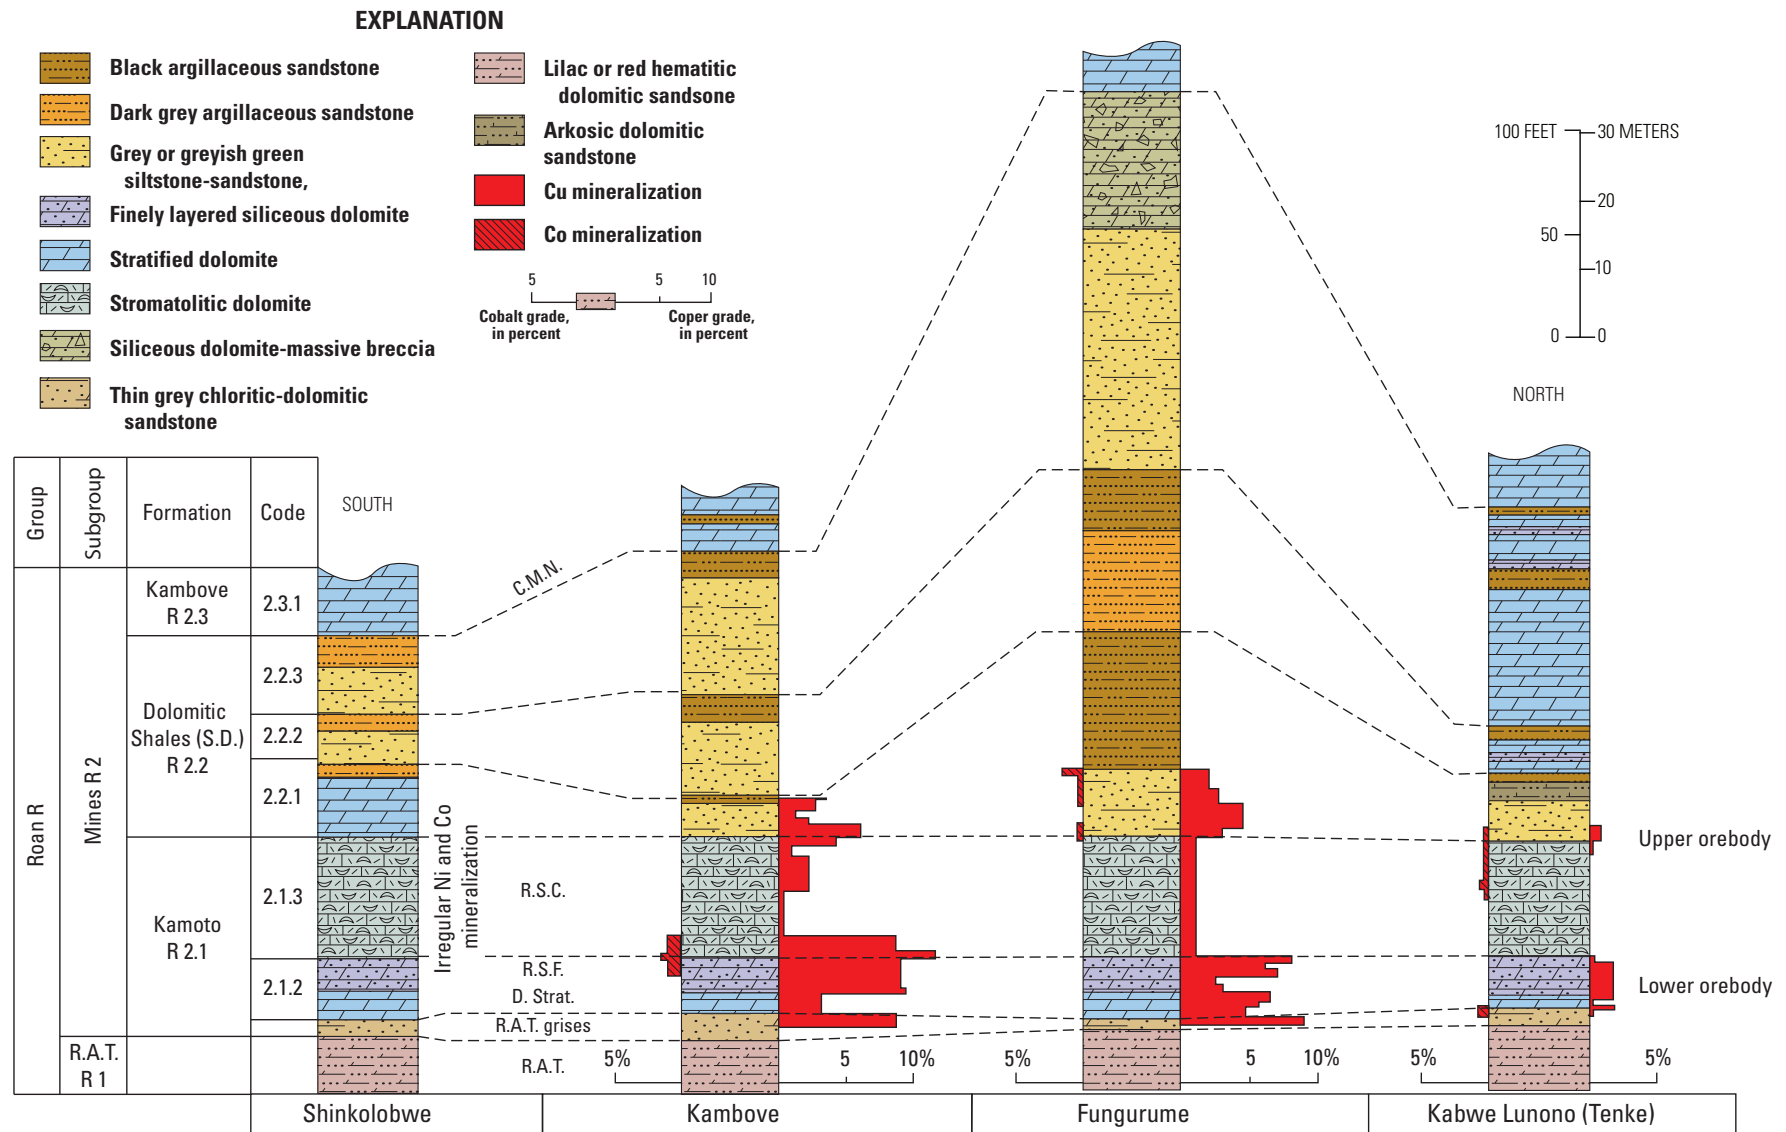 EXPLANATION
Black argillaceous sandstone
Dark grey argillaceous sandstone
Grey or greyish green
siltstone-sandstone,
Finely layered siliceous dolomite
Stratified dolomite
Stromatolitic dolomite
Siliceous dolomite-massive breccia
Thin grey chloritic-dolomitic
sandstone
Lilac or red hematitic
dolomitic sandsone
Arkosic dolomitic
sandstone
Cu mineralization
Co mineralization
5 5 10
Cobalt grade,
in percent
Coper grade,
in percent
100 FEET 30 METERS
20
50
10
0 0
NORTH
SOUTH
Group
Subgroup
Formation
Code
Roan R
Mines R 2
Kambove
R 2.3
2.3.1
Dolomitic
Shales (S.D.)
R 2.2
2.2.3
2.2.2
2.2.1
Kamoto
R 2.1
2.1.3
2.1.2
R.A.T.
R 1
C.M.N.
Irregular Ni and Co
mineralization
R.S.C.
R.S.F.
D. Strat.
R.A.T. grises
R.A.T.
Upper orebody
Lower orebody
5% 5 10%
5% 5 10%
5% 5%
Shinkolobwe
Kambove
Fungurume
Kabwe Lunono (Tenke)